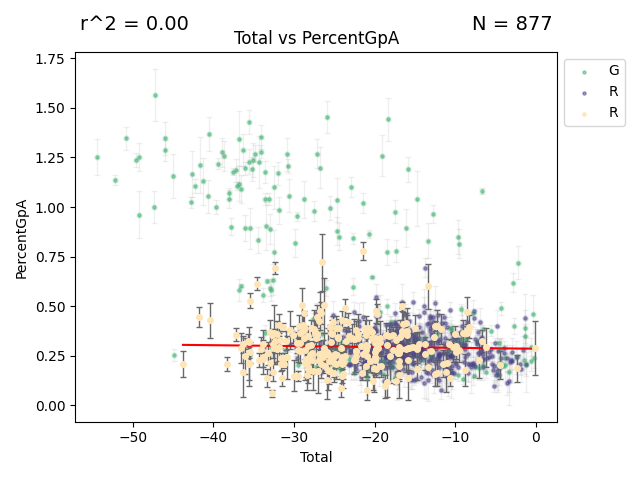 r^2 = 0.00
N = 877
Total vs PercentGpA
G
R
R
PercentGpA
1.75
1.50
1.25
1.00
0.75
0.50
0.25
0.00
−50
−40
−30
−20
−10
0
Total